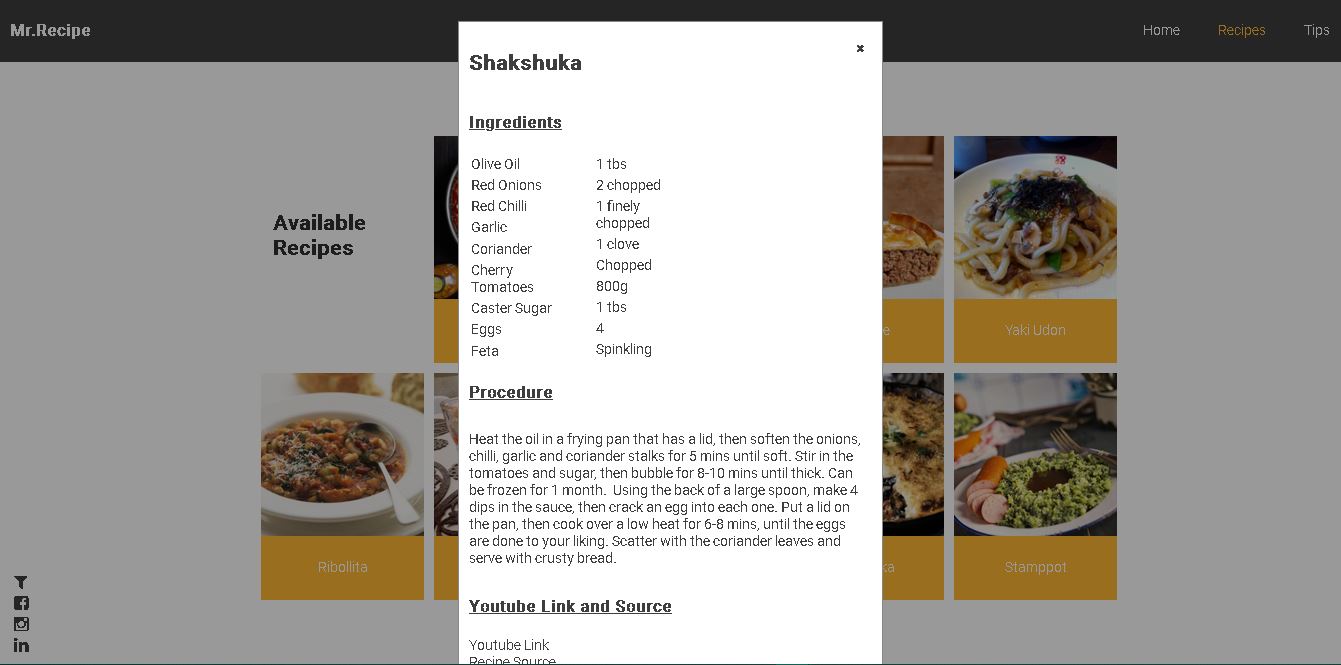 Mr.Recipe
Home Recipes Tips
Shakshuka
Ingredients
Olive Oil 1 tbs
Red Onions 2 chopped
Red Chilli 1 finely
chopped
Garlic
Coriander 1 clove
Cherry Chopped
Tomatoes 800g
Caster Sugar 1 tbs
Eggs 4
Feta Spinkling
Procedure
Heat the oil in a frying pan that has a lid, then soften the onions,
chilli, garlic and coriander stalks for 5 mins until soft. Stir in the
tomatoes and sugar, then bubble for 8-10 mins until thick. Can
be frozen for 1 month.  Using the back of a large spoon, make 4
dips in the sauce, then crack an egg into each one. Put a lid on
the pan, then cook over a low heat for 6-8 mins, until the eggs
are done to your liking. Scatter with the coriander leaves and
serve with crusty bread.
Youtube Link and Source
Youtube Link
Recipe Source
Available
Recipes
e
Yaki Udon
Ribollita
ka
Stamppot